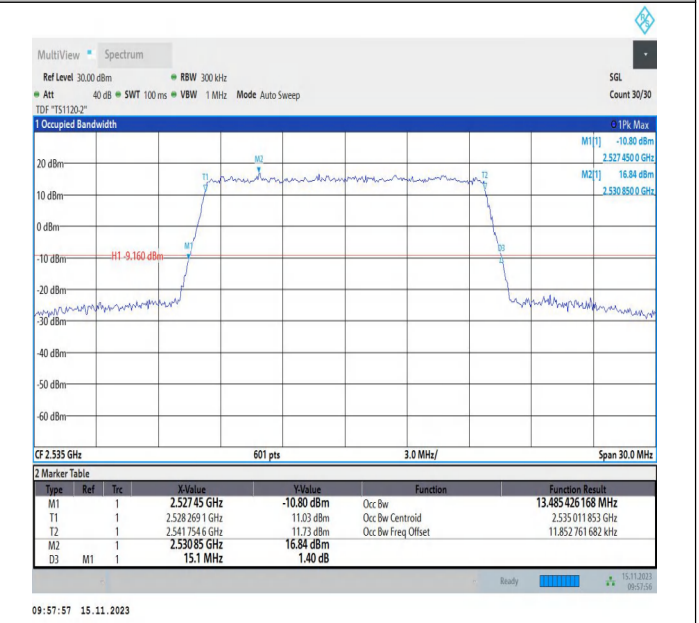 MultiView Spectrum
Ref Level 30.00 dBm RBW 300 kHz SGL
Att 40 dB SWT 100 ms VBW 1 MHz Mode Auto Sweep Count 30/30
TDF "TS1120-2"
1 Occupied Bandwidth 1Pk Max
M1[1] -10.80 dBm
2.527 450 0 GHz
M2[1] 16.84 dBm
2.530 850 0 GHz
M2
T1
T2
M1
D3
H1 -9.160 dBm
20 dBm
10 dBm
0 dBm
-10 dBm
-20 dBm
-30 dBm
-40 dBm
-50 dBm
-60 dBm
CF 2.535 GHz 601 pts 3.0 MHz/ Span 30.0 MHz
2 Marker Table
Type Ref Trc X-Value Y-Value Function Function Result
M1 1 2.527 45 GHz -10.80 dBm Occ Bw 13.485 426 168 MHz
T1 1 2.528 269 1 GHz 11.03 dBm Occ Bw Centroid 2.535 011 853 GHz
T2 1 2.541 754 6 GHz 11.73 dBm Occ Bw Freq Offset 11.852 761 682 kHz
M2 1 2.530 85 GHz 16.84 dBm
D3 M1 1 15.1 MHz 1.40 dB
Ready 15.11.2023
09:57:56
09:57:57 15.11.2023